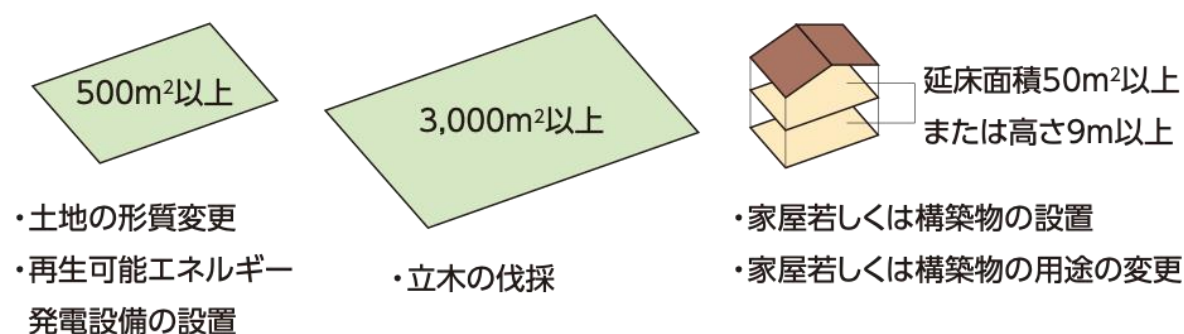 500m²以上
・土地の形質変更
・再生可能エネルギー
発電設備の設置
3,000m²以上
・立木の伐採
延床面積50m²以上
または高さ9m以上
・家屋若しくは構築物の設置
・家屋若しくは構築物の用途の変更